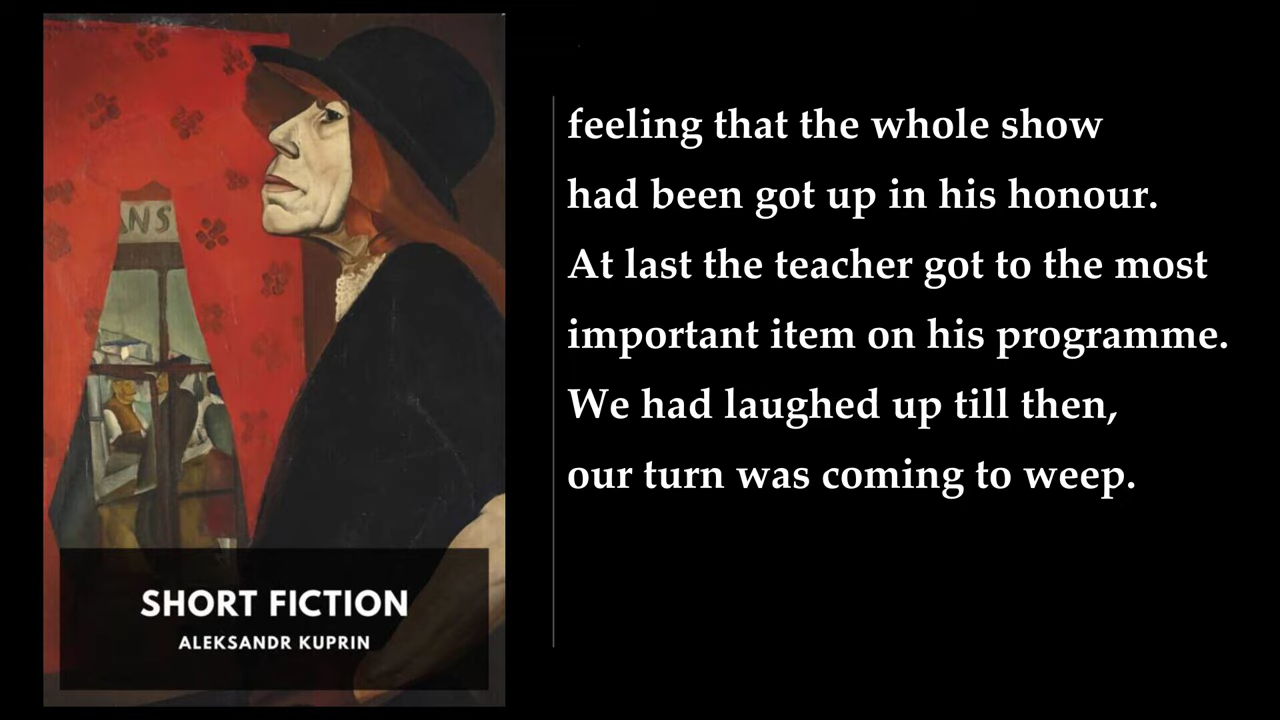 NS
SHORT FICTION
ALEKSANDR KUPRIN
feeling that the whole show
had been got up in his honour.
At last the teacher got to the most
important item on his programme.
We had laughed up till then,
our turn was coming to weep.